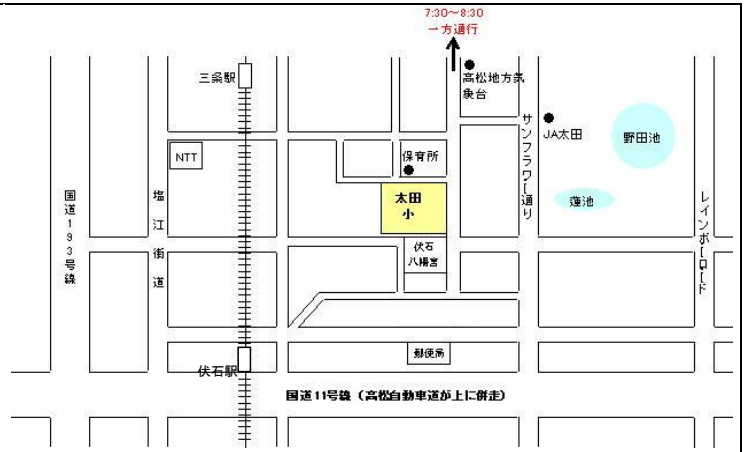 7:30～8:30
一方通行
三条駅
高松地方気
象台
サンフラワー通り
JA太田
野田池
NTT
保育所
太田
小
蓮池
国道193号線
塩江街道
レインボーロード
伏石
八幡宮
郵便局
伏石駅
国道11号線（高松自動車道が上に併走）